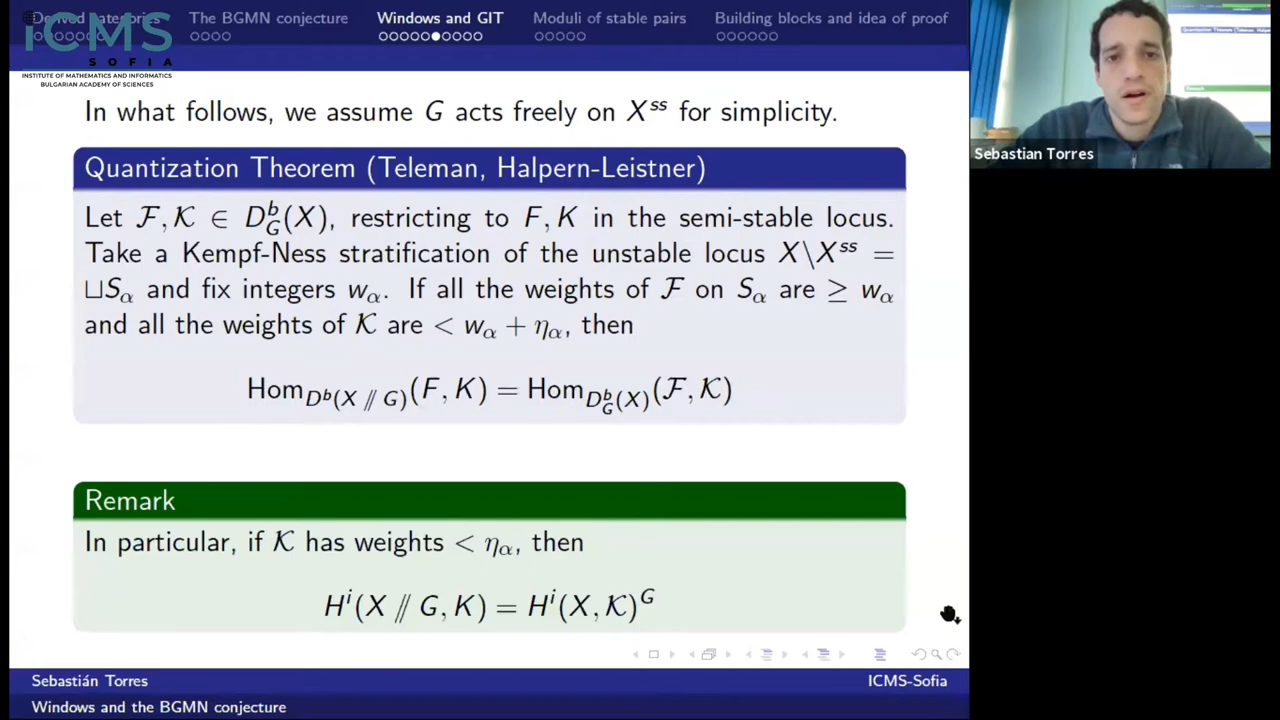 Derived categories
The BGMN conjecture
Windows and GIT
Moduli of stable pairs
Building blocks and idea of proof
ICMS
SOFIA
INSTITUTE OF MATHEMATICS AND INFORMATICS
BULGARIAN ACADEMY OF SCIENCES
In what follows, we assume G acts freely on X^ss for simplicity.
Quantization Theorem (Teleman, Halpern-Leistner)
Let ℱ, 𝒦 ∈ D^b_G(X), restricting to F, K in the semi-stable locus.
Take a Kempf-Ness stratification of the unstable locus X\X^ss =
⊔S_α and fix integers w_α. If all the weights of ℱ on S_α are ≥ w_α
and all the weights of 𝒦 are < w_α + η_α, then
Hom_{D^b(X // G)}(F, K) = Hom_{D^b_G(X)}(ℱ, 𝒦)
Remark
In particular, if 𝒦 has weights < η_α, then
H^i(X // G, K) = H^i(X, 𝒦)^G
Sebastián Torres
ICMS-Sofia
Windows and the BGMN conjecture
Sebastian Torres
Quantization Theorem (Teleman, Halpe
Remark